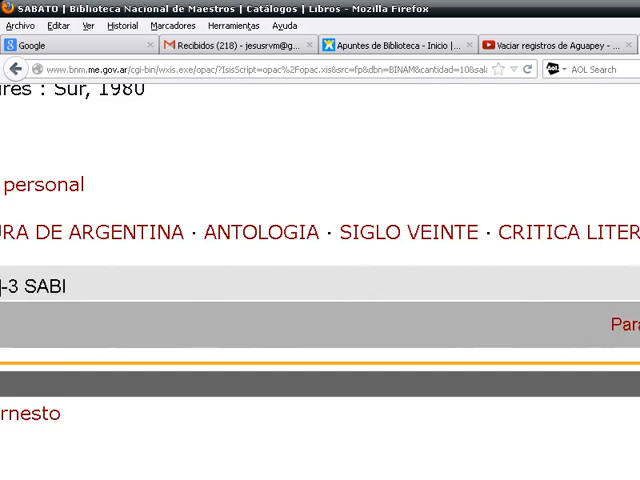 SABATO | Biblioteca Nacional de Maestros | Catálogos | Libros - Mozilla Firefox
Archivo Editar Ver Historial Marcadores Herramientas Ayuda
Google × Recibidos (218) - jesusrvm@g... × Apuntes de Biblioteca - Inicio |... × Vaciar registros de Aguapey - ... ×
www.bnm.me.gov.ar/cgi-bin/wxis.exe/opac/?IsisScript=opac%2Fopac.xis&src=fp&dbn=BINAM&cantidad=10&sal AOL Search
ires : Sur, 1980
personal
URA DE ARGENTINA · ANTOLOGIA · SIGLO VEINTE · CRITICA LITER
-3 SABI
Para
rnesto